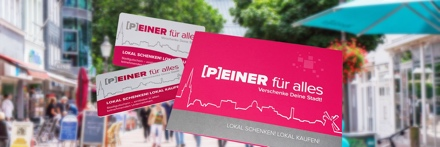 [P]EINER für alles
LOKAL SCHENKEN! LOKAL KAUFEN!
[P]EINER für alles
LOKAL SCHENKEN! LOKAL KAUFEN!
[P]EINER für alles
Verschenke Deine Stadt!
LOKAL SCHENKEN! LOKAL KAUFEN!